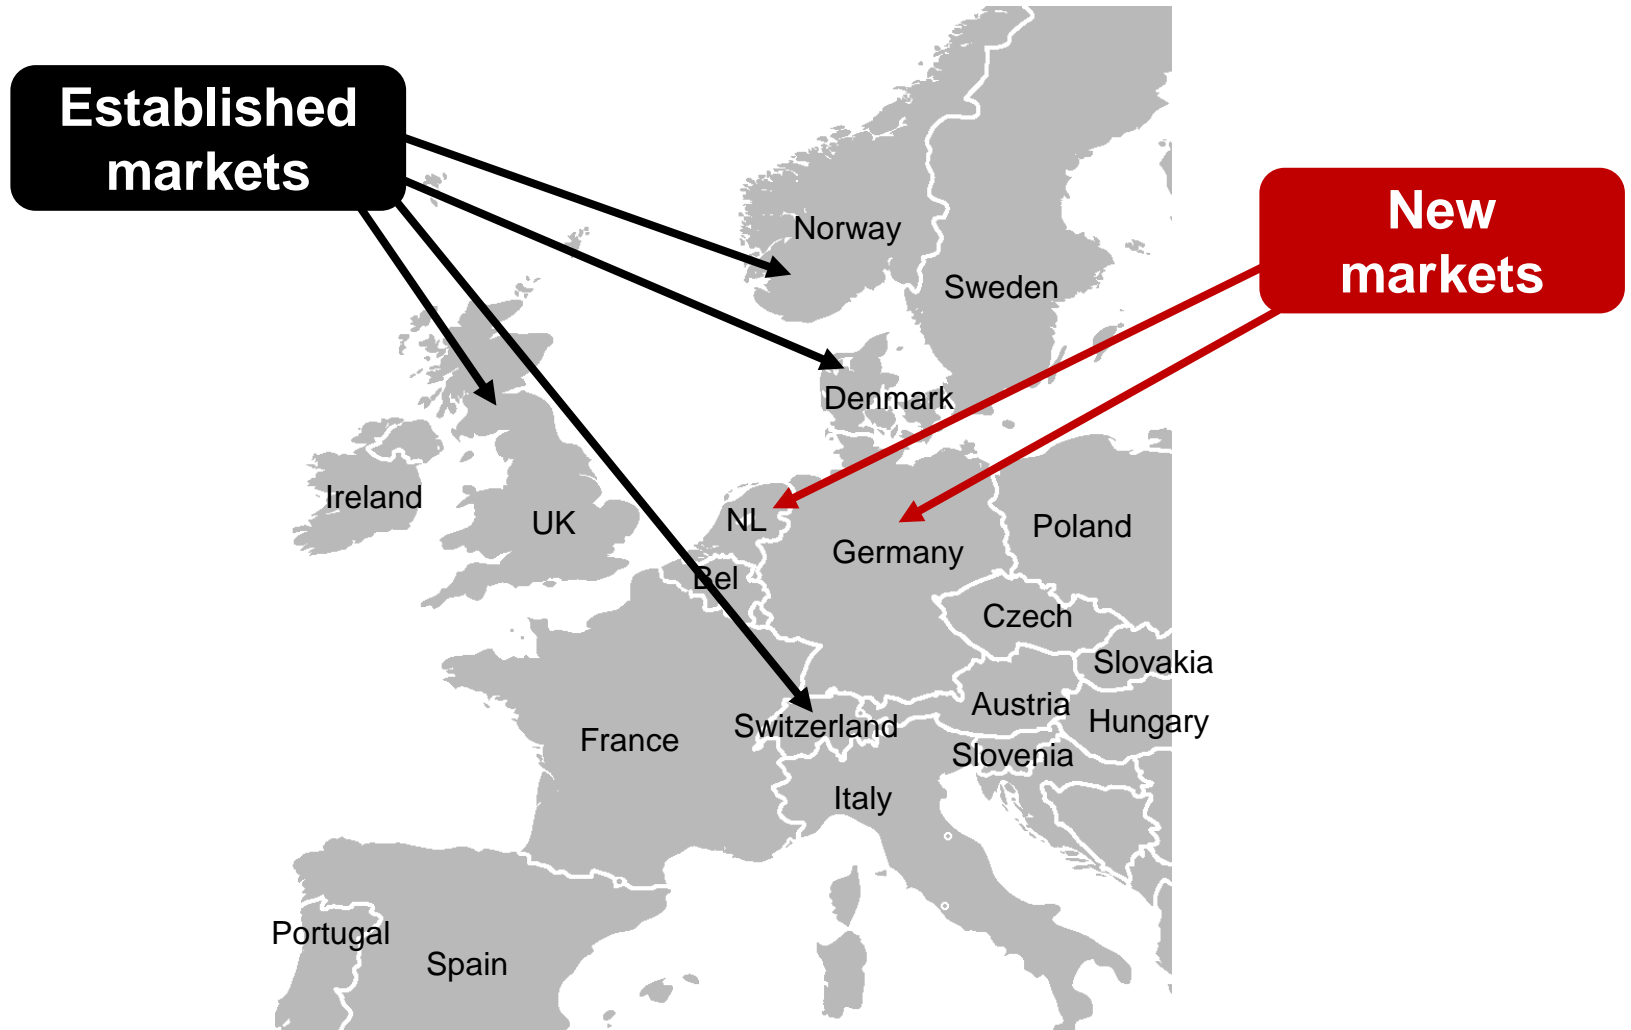 Established
markets
New
markets
Norway
Sweden
Denmark
Ireland
UK
NL
Poland
Germany
Bel
Czech
Slovakia
Austria
Hungary
Switzerland
France
Slovenia
Italy
Portugal
Spain